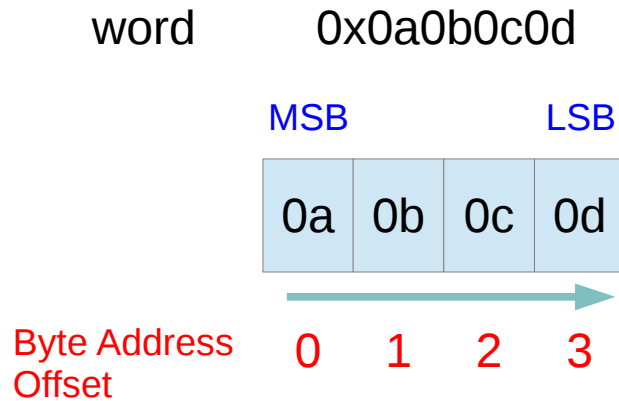 word 0x0a0b0c0d
MSB LSB
0a 0b 0c 0d
Byte Address 0 1 2 3
Offset